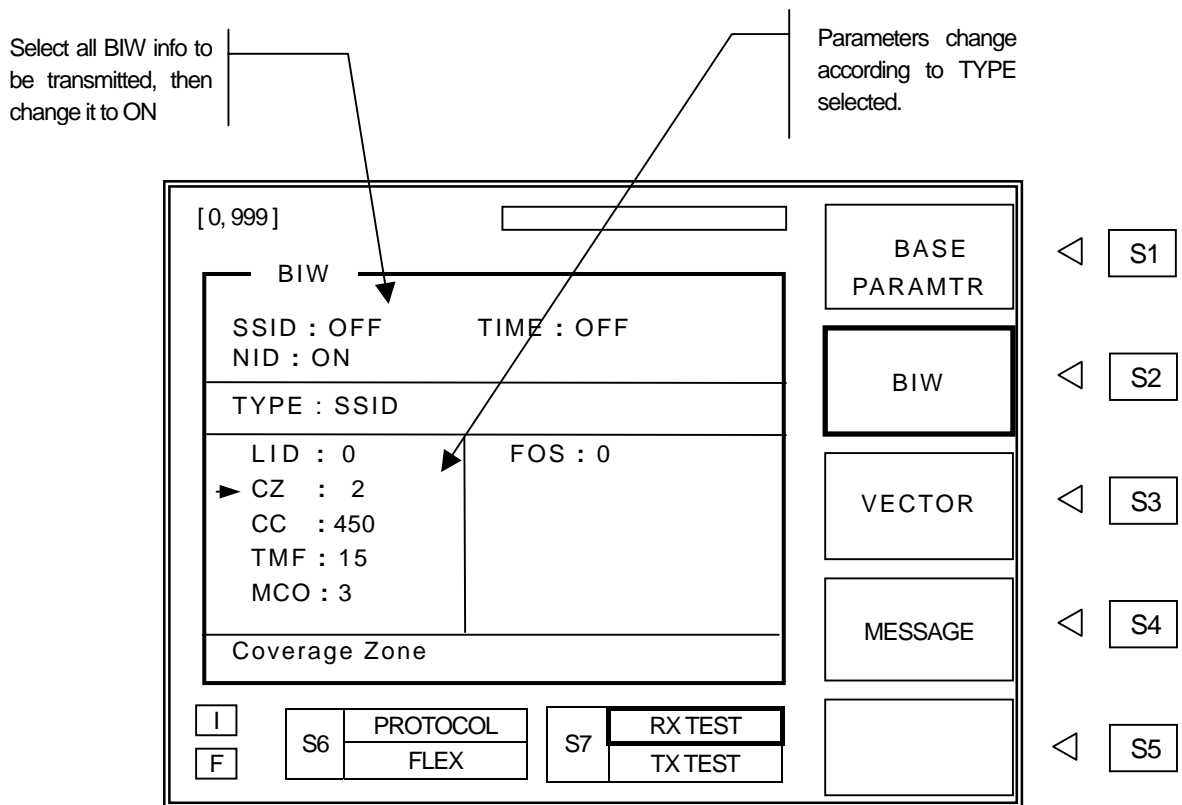 Select all BIW info to
be transmitted, then
change it to ON
Parameters change
according to TYPE
selected.
[0,999]
BIW
SSID : OFF TIME : OFF
NID : ON
TYPE : SSID
LID : 0 FOS : 0
CZ : 2
CC : 450
TMF : 15
MCO : 3
Coverage Zone
BASE
PARAMTR
S1
BIW
S2
VECTOR
S3
MESSAGE
S4
S5
I
F
S6
PROTOCOL
FLEX
S7
RX TEST
TX TEST